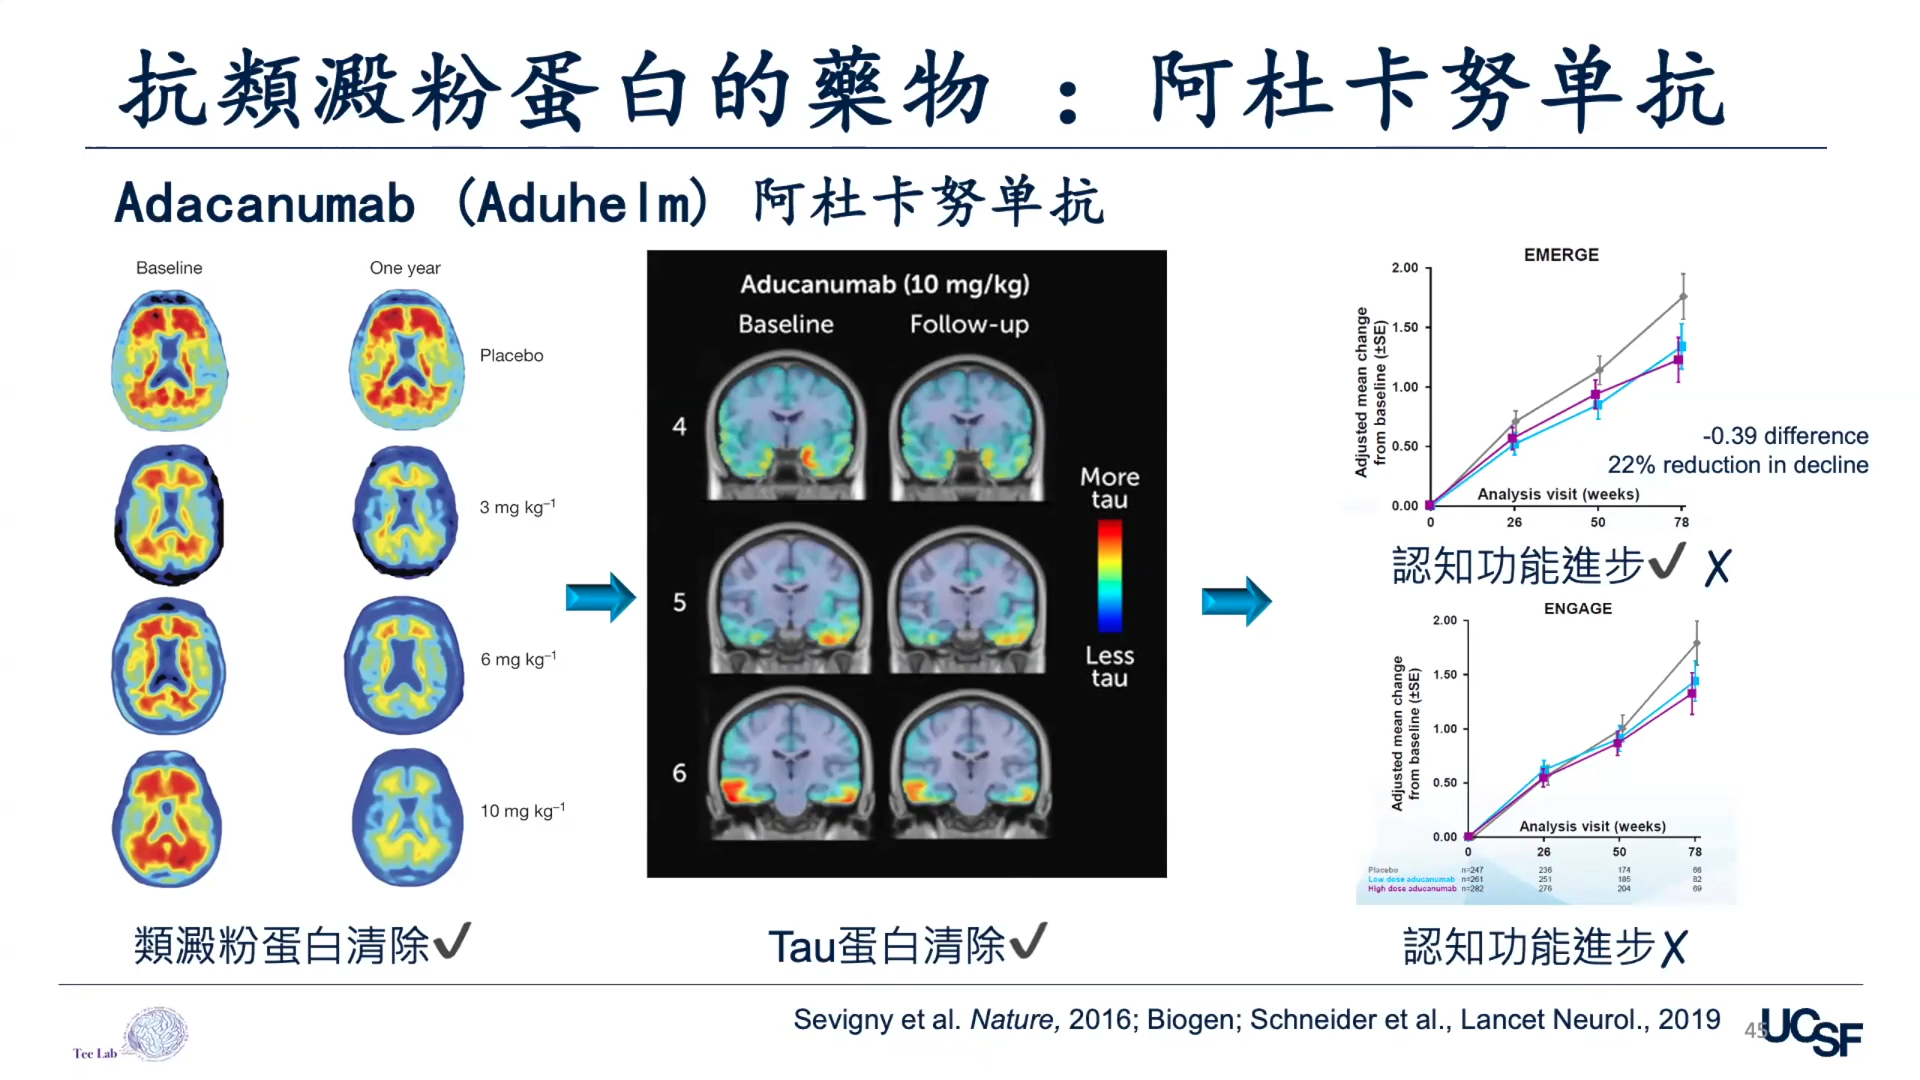 抗類澱粉蛋白的藥物 ：阿杜卡努单抗
Adacanumab (Aduhelm) 阿杜卡努单抗
Baseline
One year
Placebo
3 mg kg⁻¹
6 mg kg⁻¹
10 mg kg⁻¹
類澱粉蛋白清除✔
Aducanumab (10 mg/kg)
Baseline
Follow-up
4
5
6
More
tau
Less
tau
Tau蛋白清除✔
EMERGE
Adjusted mean change
from baseline (±SE)
2.00
1.50
1.00
0.50
0.00
Analysis visit (weeks)
0 26 50 78
-0.39 difference
22% reduction in decline
認知功能進步✔ ✗
ENGAGE
Adjusted mean change
from baseline (±SE)
2.00
1.50
1.00
0.50
0.00
Analysis visit (weeks)
0 26 50 78
Placebo n=247 236 174 66
Low dose aducanumab n=261 251 185 82
High dose aducanumab n=282 276 204 69
認知功能進步✗
Tee Lab
Sevigny et al. Nature, 2016; Biogen; Schneider et al., Lancet Neurol., 2019
45
UCSF